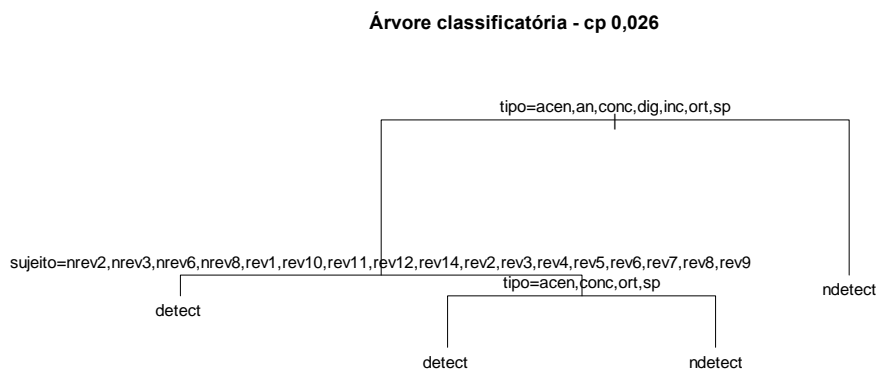 Árvore classificatória - cp 0,026
tipo=acen,an,conc,dig,inc,ort,sp
sujeito=nrev2,nrev3,nrev6,nrev8,rev1,rev10,rev11,rev12,rev14,rev2,rev3,rev4,rev5,rev6,rev7,rev8,rev9
detect
tipo=acen,conc,ort,sp
ndetect
detect
ndetect